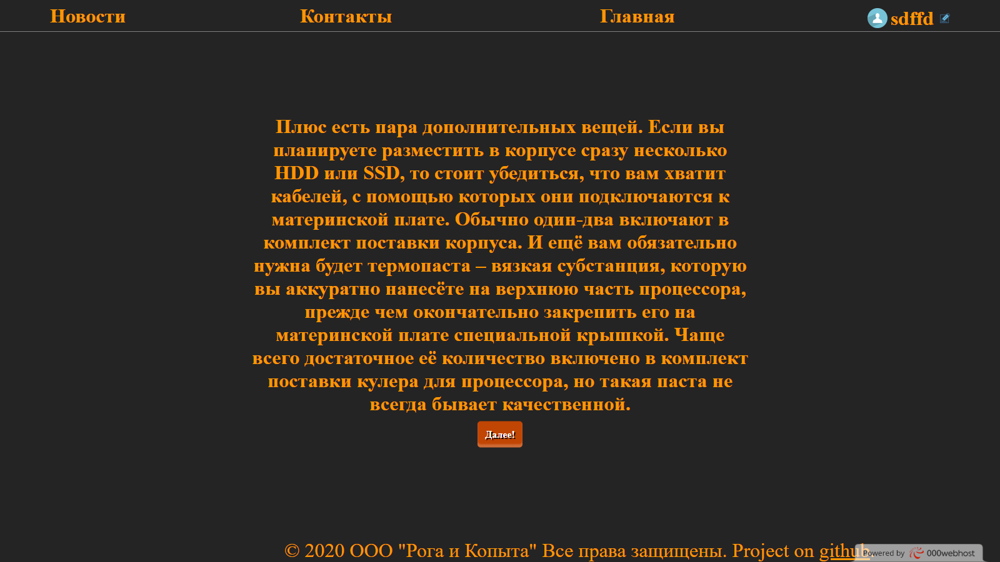 Новости
Контакты
Главная
sdffd
Плюс есть пара дополнительных вещей. Если вы
планируете разместить в корпусе сразу несколько
HDD или SSD, то стоит убедиться, что вам хватит
кабелей, с помощью которых они подключаются к
материнской плате. Обычно один-два включают в
комплект поставки корпуса. И ещё вам обязательно
нужна будет термопаста – вязкая субстанция, которую
вы аккуратно нанесёте на верхнюю часть процессора,
прежде чем окончательно закрепить его на
материнской плате специальной крышкой. Чаще
всего достаточное её количество включено в комплект
поставки кулера для процессора, но такая паста не
всегда бывает качественной.
Далее!
© 2020 ООО "Рога и Копыта" Все права защищены. Project on github
Powered by 000webhost